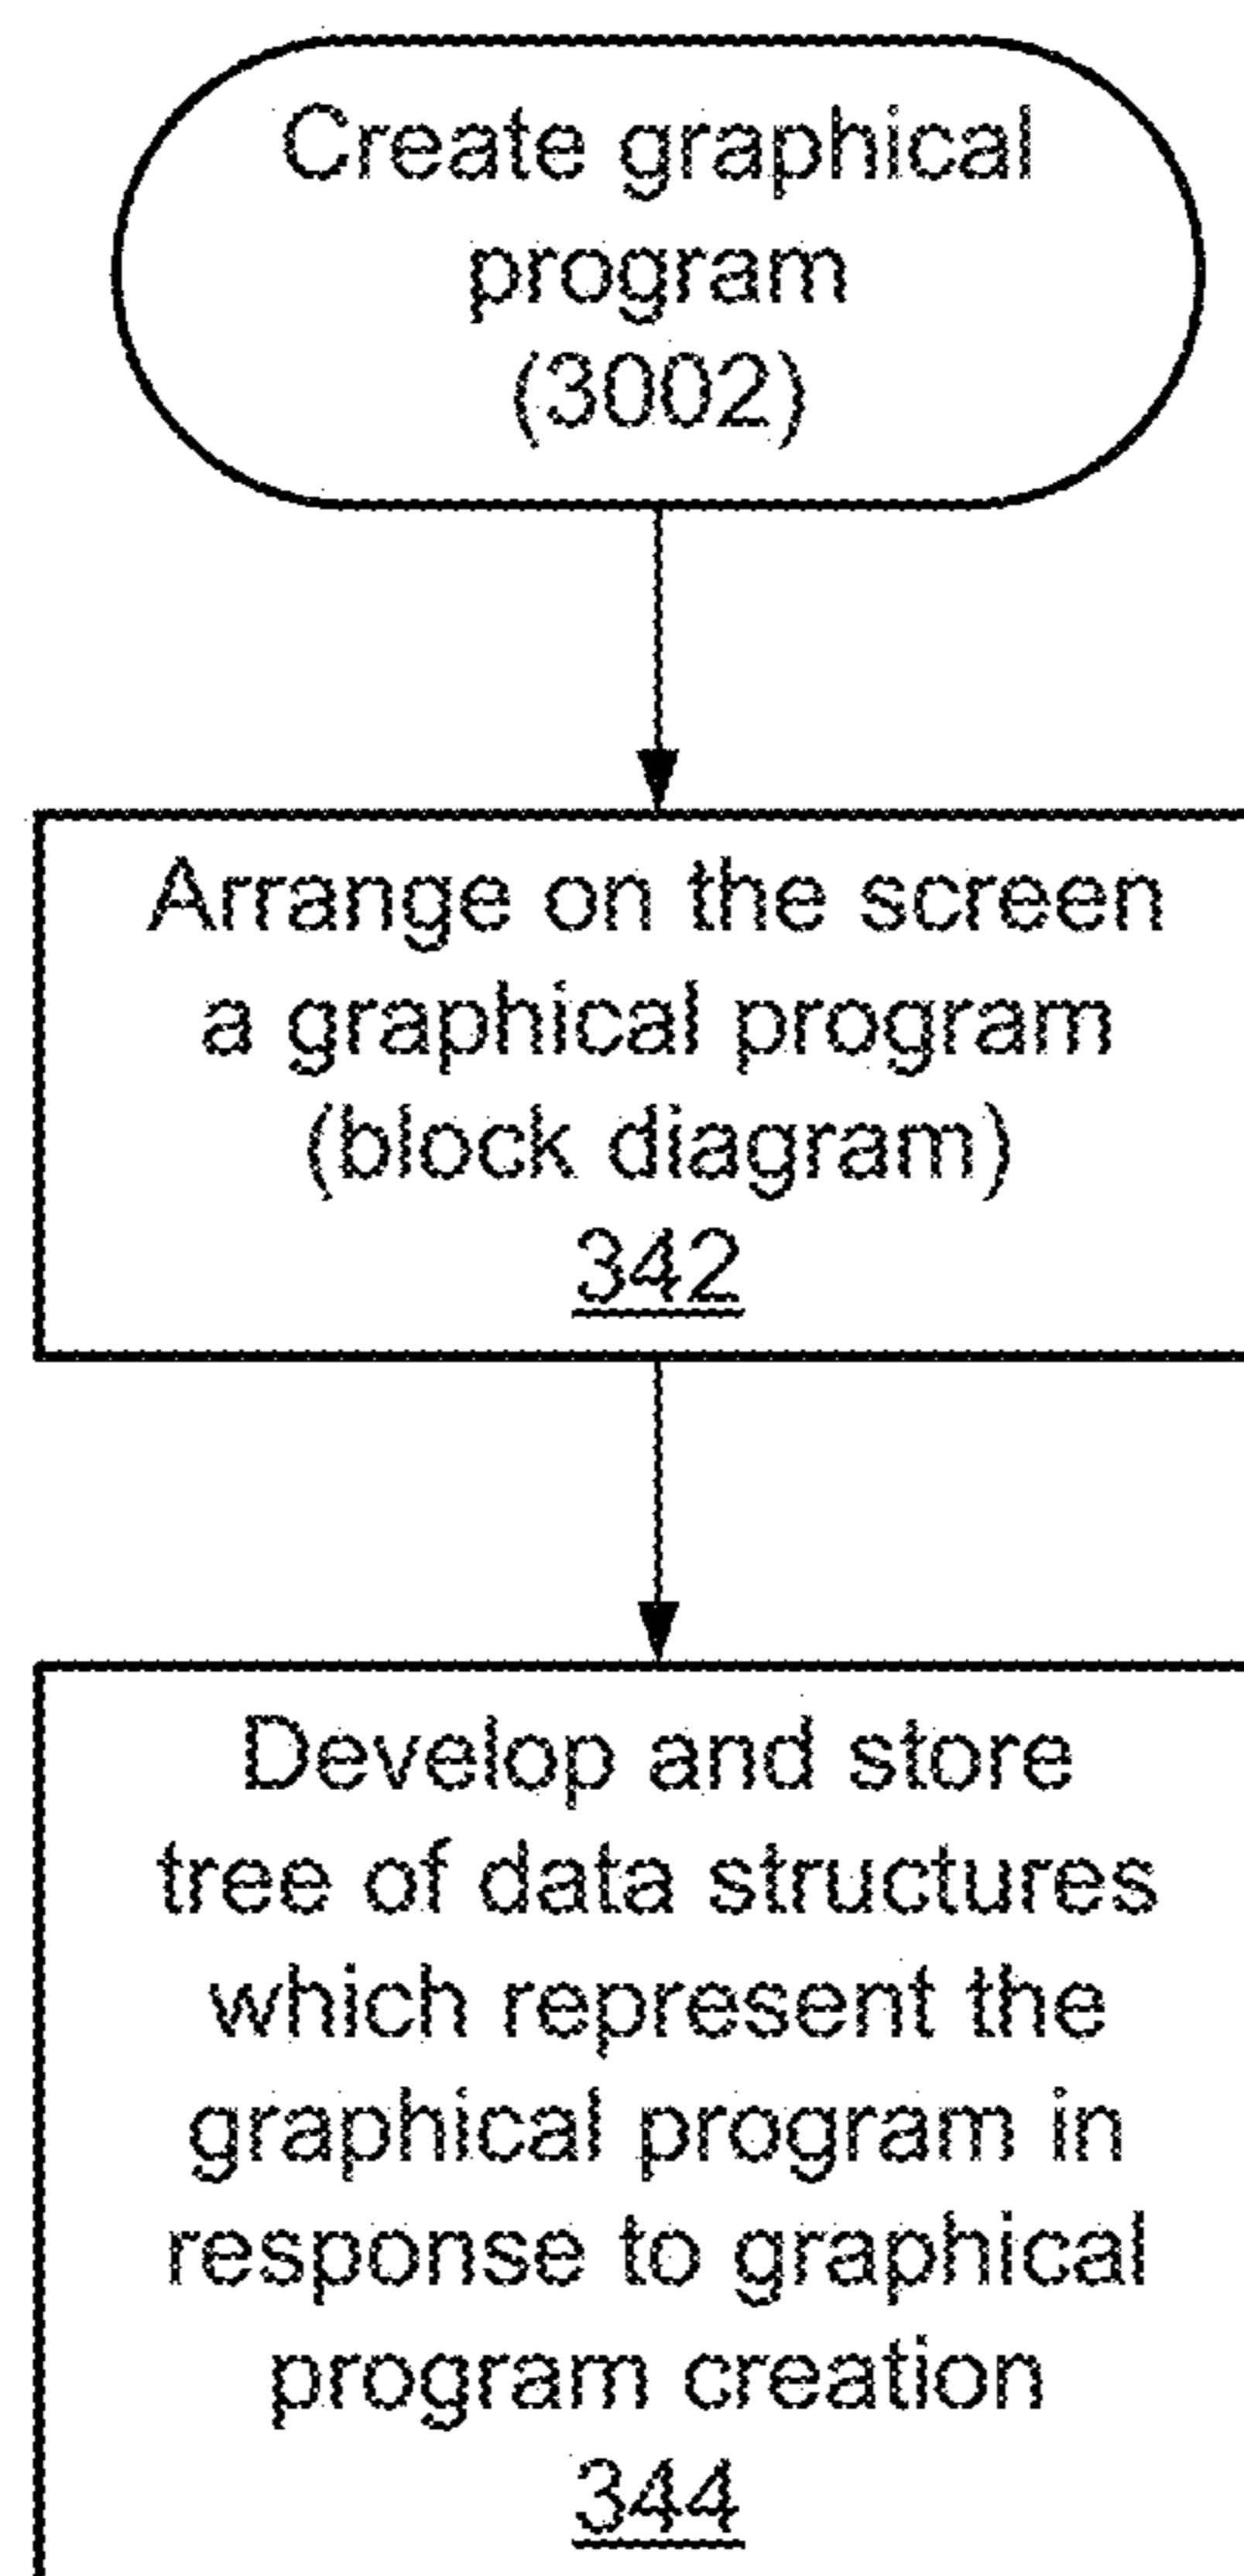 Create graphical
program
(3002)
Arrange on the screen
a graphical program
(block diagram)
342
Develop and store
tree of data structures
which represent the
graphical program in
response to graphical
program creation
344